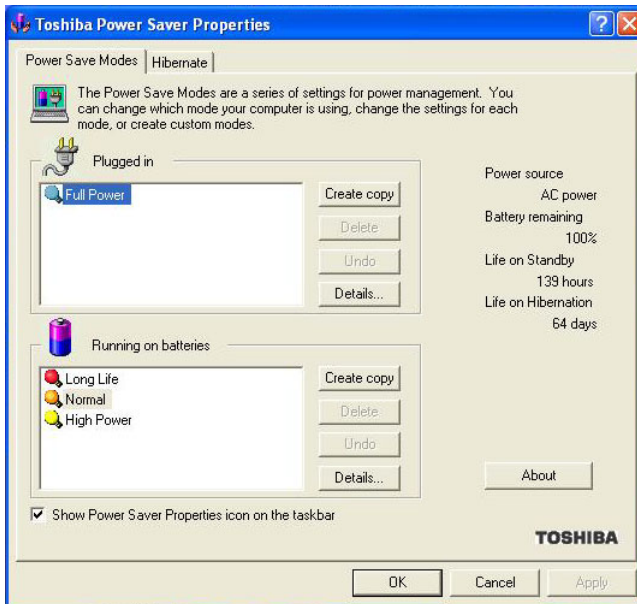 Toshiba Power Saver Properties
Power Save Modes
Hibernate
The Power Save Modes are a series of settings for power management. You
can change which mode your computer is using, change the settings for each
mode, or create custom modes.
Plugged in
Full Power
Create copy
Delete
Undo
Details...
Running on batteries
Long Life
Normal
High Power
Create copy
Delete
Undo
Details...
Power source
AC power
Battery remaining
100%
Life on Standby
139 hours
Life on Hibernation
64 days
About
Show Power Saver Properties icon on the taskbar
TOSHIBA
OK
Cancel
Apply